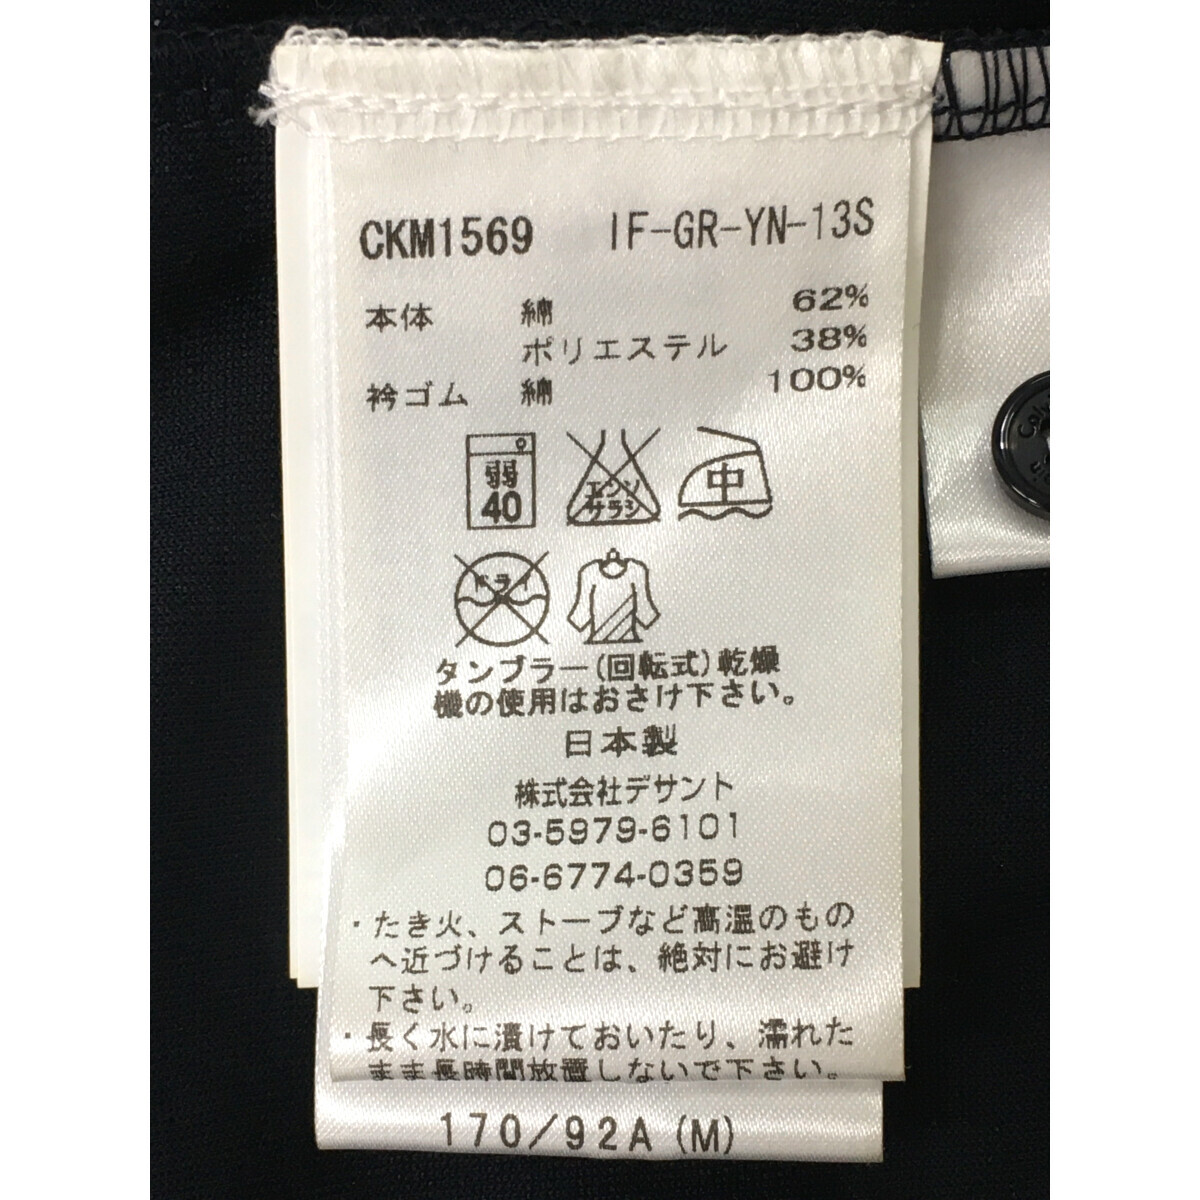 CKM1569 IF-GR-YN-13S
本体 綿 62%
ポリエステル 38%
衿ゴム 綿 100%
弱
40
エンソ
サラシ
中
ドライ
タンブラー(回転式)乾燥
機の使用はおさけ下さい。
日本製
株式会社デサント
03-5979-6101
06-6774-0359
・たき火、ストーブなど高温のもの
へ近づけることは、絶対にお避け
下さい。
・長く水に漬けておいたり、濡れた
まま長時間放置しないで下さい。
170/92A(M)